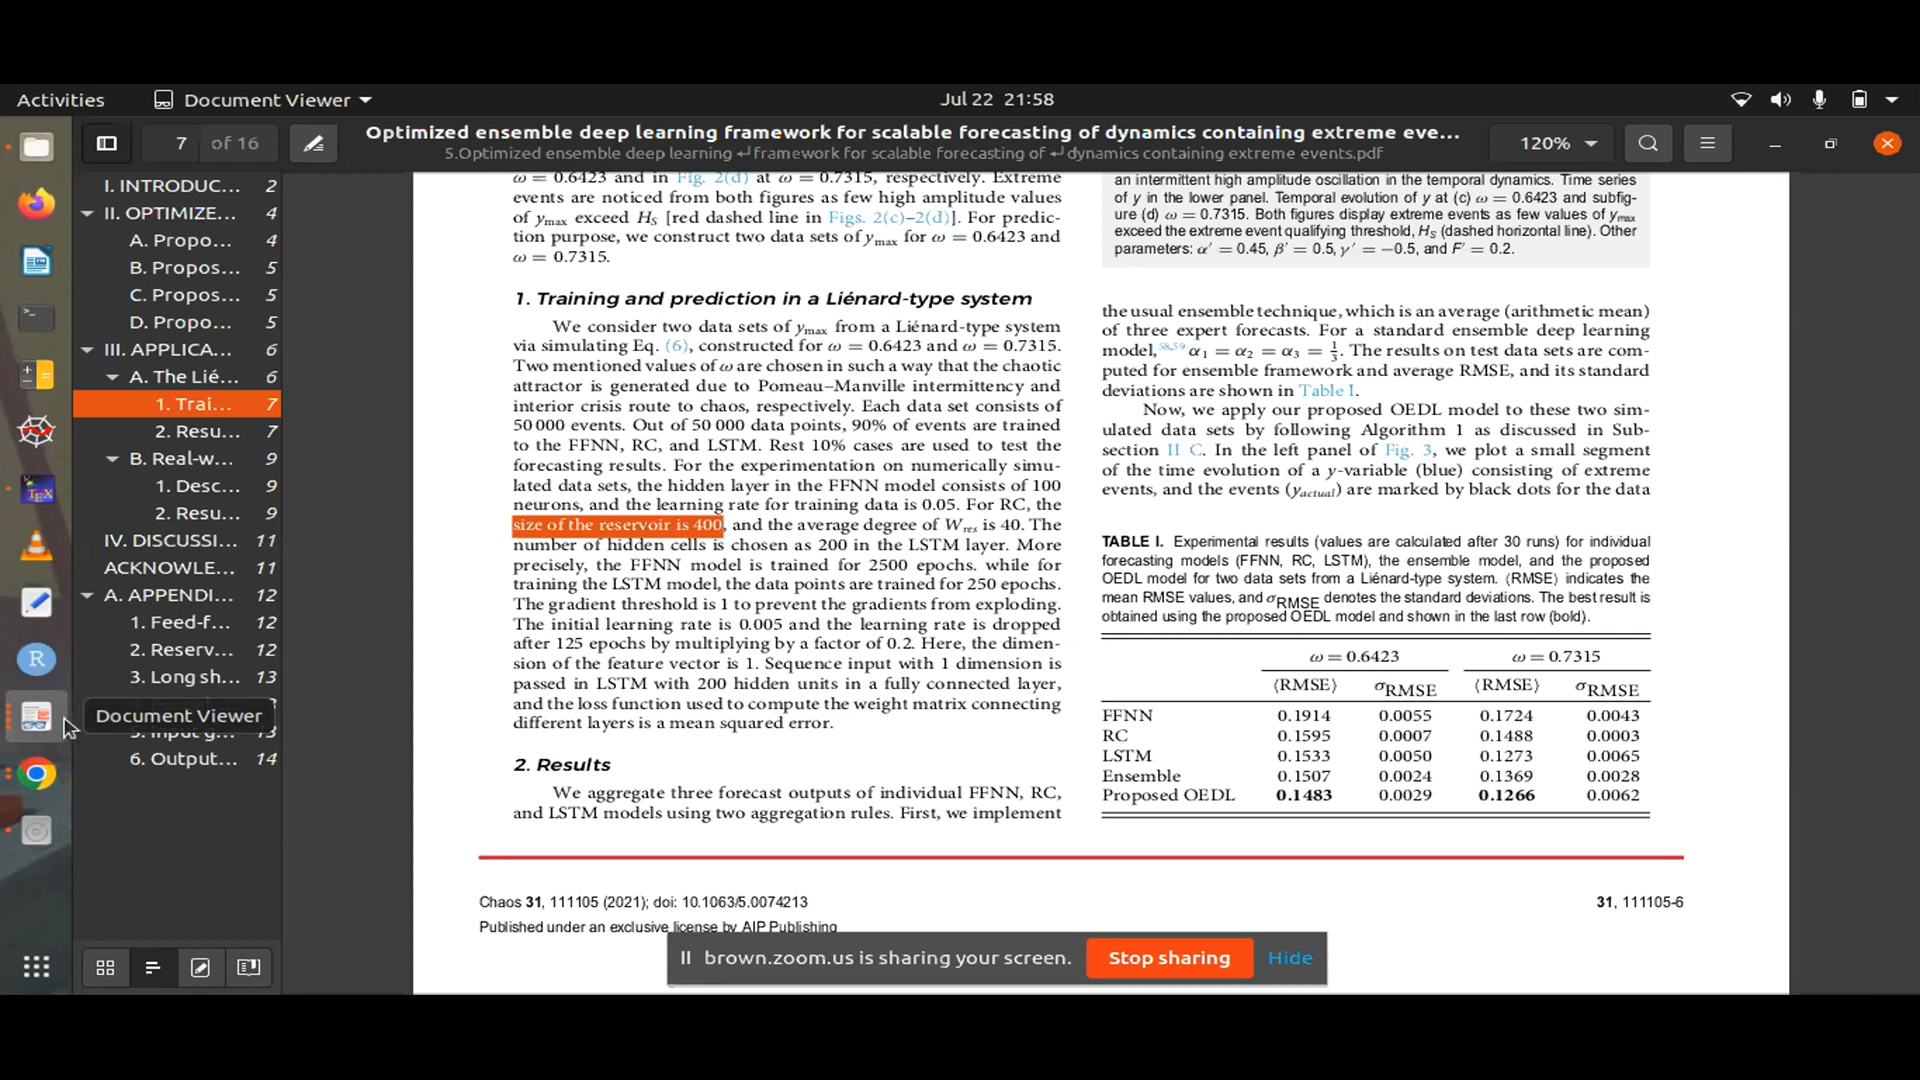 Activities
Document Viewer
Jul 22 21:58
7 of 16
Optimized ensemble deep learning framework for scalable forecasting of dynamics containing extreme eve...
5.Optimized ensemble deep learning ↵ framework for scalable forecasting of ↵ dynamics containing extreme events.pdf
120%
I. INTRODUC... 2
II. OPTIMIZE... 4
A. Propo... 4
B. Propos... 5
C. Propos... 5
D. Propo... 5
III. APPLICA... 6
A. The Lié... 6
1. Trai... 7
2. Resu... 7
B. Real-w... 9
1. Desc... 9
2. Resu... 9
IV. DISCUSSI... 11
ACKNOWLE... 11
A. APPENDI... 12
1. Feed-f... 12
2. Reserv... 12
3. Long sh... 13
Document Viewer
5. Input g... 13
6. Output... 14
ω = 0.6423 and in Fig. 2(d) at ω = 0.7315, respectively. Extreme
events are noticed from both figures as few high amplitude values
of ymax exceed HS [red dashed line in Figs. 2(c)–2(d)]. For predic-
tion purpose, we construct two data sets of ymax for ω = 0.6423 and
ω = 0.7315.
1. Training and prediction in a Liénard-type system
We consider two data sets of ymax from a Liénard-type system
via simulating Eq. (6), constructed for ω = 0.6423 and ω = 0.7315.
Two mentioned values of ω are chosen in such a way that the chaotic
attractor is generated due to Pomeau–Manville intermittency and
interior crisis route to chaos, respectively. Each data set consists of
50 000 events. Out of 50 000 data points, 90% of events are trained
to the FFNN, RC, and LSTM. Rest 10% cases are used to test the
forecasting results. For the experimentation on numerically simu-
lated data sets, the hidden layer in the FFNN model consists of 100
neurons, and the learning rate for training data is 0.05. For RC, the
size of the reservoir is 400, and the average degree of Wres is 40. The
number of hidden cells is chosen as 200 in the LSTM layer. More
precisely, the FFNN model is trained for 2500 epochs. while for
training the LSTM model, the data points are trained for 250 epochs.
The gradient threshold is 1 to prevent the gradients from exploding.
The initial learning rate is 0.005 and the learning rate is dropped
after 125 epochs by multiplying by a factor of 0.2. Here, the dimen-
sion of the feature vector is 1. Sequence input with 1 dimension is
passed in LSTM with 200 hidden units in a fully connected layer,
and the loss function used to compute the weight matrix connecting
different layers is a mean squared error.
2. Results
We aggregate three forecast outputs of individual FFNN, RC,
and LSTM models using two aggregation rules. First, we implement
an intermittent high amplitude oscillation in the temporal dynamics. Time series
of y in the lower panel. Temporal evolution of y at (c) ω = 0.6423 and subfig-
ure (d) ω = 0.7315. Both figures display extreme events as few values of ymax
exceed the extreme event qualifying threshold, HS (dashed horizontal line). Other
parameters: α′ = 0.45, β′ = 0.5, γ′ = −0.5, and F′ = 0.2.
the usual ensemble technique, which is an average (arithmetic mean)
of three expert forecasts. For a standard ensemble deep learning
model,58,59 α1 = α2 = α3 = 1/3. The results on test data sets are com-
puted for ensemble framework and average RMSE, and its standard
deviations are shown in Table I.
Now, we apply our proposed OEDL model to these two sim-
ulated data sets by following Algorithm 1 as discussed in Sub-
section II C. In the left panel of Fig. 3, we plot a small segment
of the time evolution of a y-variable (blue) consisting of extreme
events, and the events (yactual) are marked by black dots for the data
TABLE I. Experimental results (values are calculated after 30 runs) for individual
forecasting models (FFNN, RC, LSTM), the ensemble model, and the proposed
OEDL model for two data sets from a Liénard-type system. ⟨RMSE⟩ indicates the
mean RMSE values, and σRMSE denotes the standard deviations. The best result is
obtained using the proposed OEDL model and shown in the last row (bold).
ω = 0.6423 ω = 0.7315
⟨RMSE⟩ σRMSE ⟨RMSE⟩ σRMSE
FFNN 0.1914 0.0055 0.1724 0.0043
RC 0.1595 0.0007 0.1488 0.0003
LSTM 0.1533 0.0050 0.1273 0.0065
Ensemble 0.1507 0.0024 0.1369 0.0028
Proposed OEDL 0.1483 0.0029 0.1266 0.0062
Chaos 31, 111105 (2021); doi: 10.1063/5.0074213
31, 111105-6
Published under an exclusive license by AIP Publishing
brown.zoom.us is sharing your screen.
Stop sharing
Hide